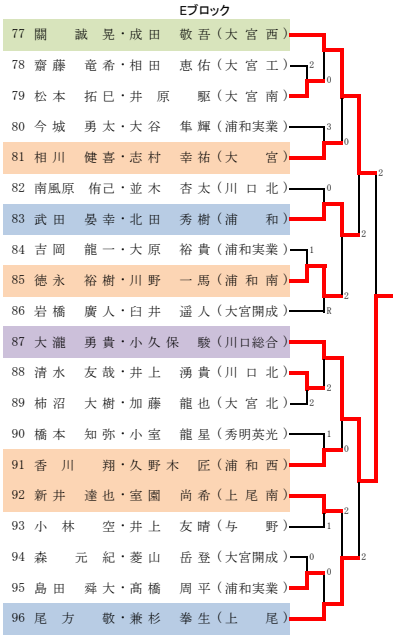 Eブロック
77 關 誠 晃・成田 敬吾(大宮西)
78 齋藤 竜希・相田 恵佑(大宮工)
2
0
79 松本 拓巳・井原 駆(大宮南)
80 今城 勇太・大谷 隼輝(浦和実業)
3
0
81 相川 健喜・志村 幸祐(大宮)
2
82 南風原 侑己・並木 杏太(川口北)
0
83 武田 晏幸・北田 秀樹(浦和)
2
84 吉岡 龍一・大原 裕貴(浦和実業)
1
85 徳永 裕樹・川野 一馬(浦和南)
2
86 岩橋 廣人・臼井 遥人(大宮開成)
R
87 大瀧 勇貴・小久保 駿(川口総合)
88 清水 友哉・井上 湧貴(川口北)
2
89 柿沼 大樹・加藤 龍也(大宮北)
2
90 橋本 知弥・小室 龍星(秀明英光)
1
0
91 香川 翔・久野木 匠(浦和西)
92 新井 達也・室園 尚希(上尾南)
2
93 小林 空・井上 友晴(与野)
1
94 森 元紀・菱山 岳登(大宮開成)
0
2
0
95 島田 舜大・髙橋 周平(浦和実業)
96 尾方 敬・兼杉 拳生(上尾)